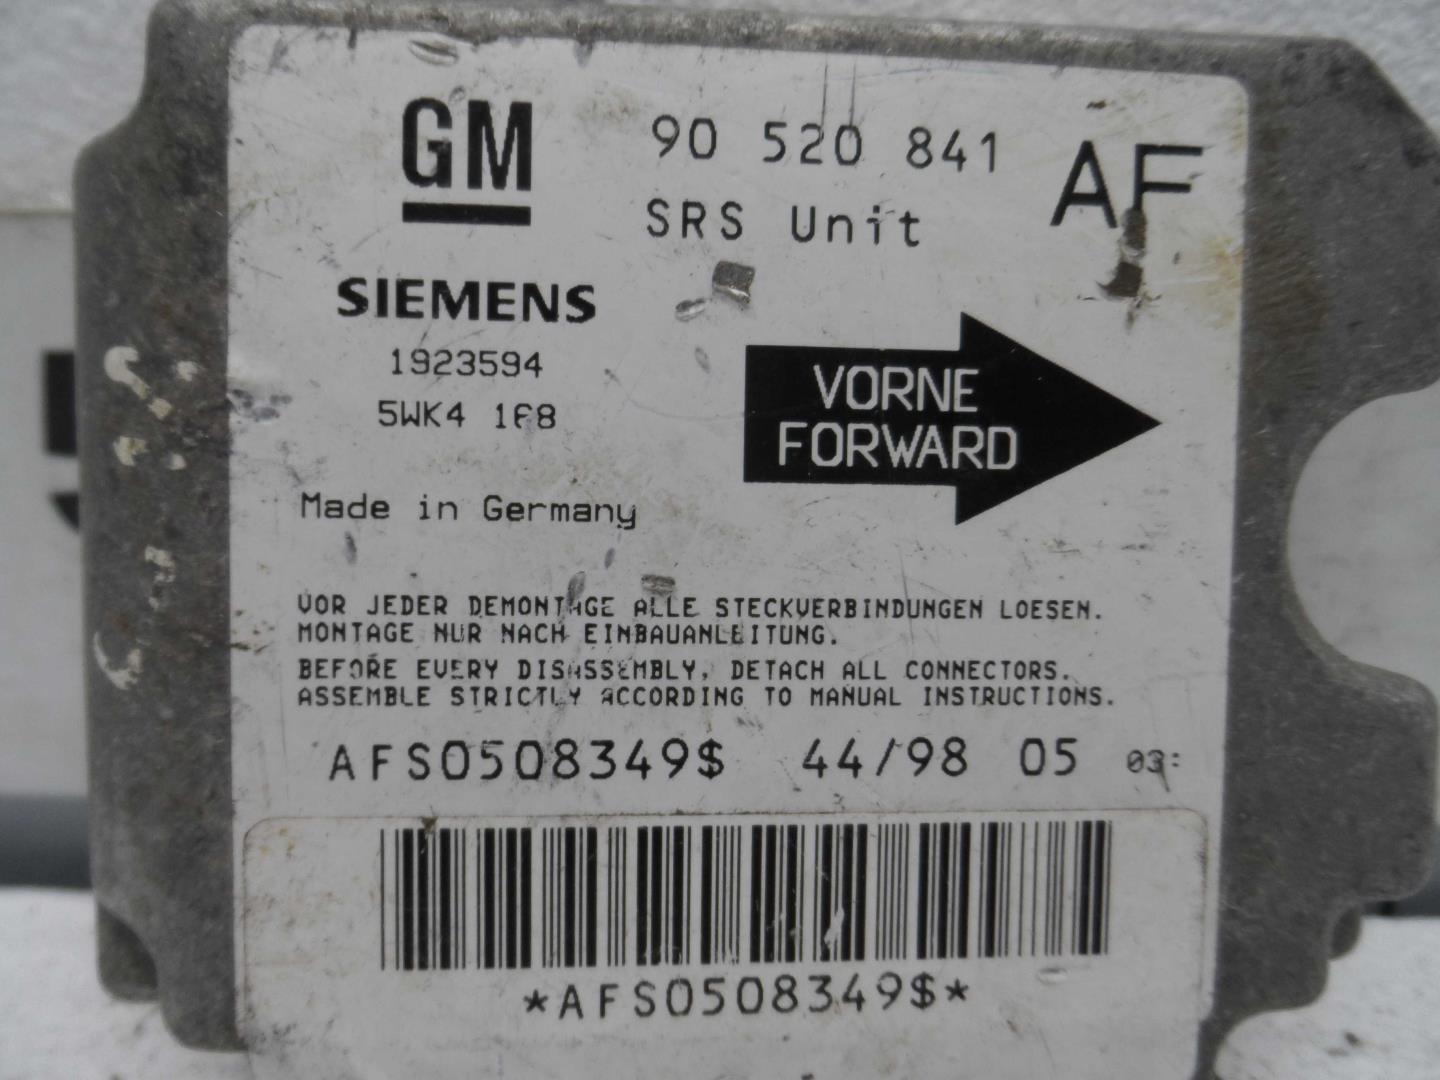 GM
90 520 841 AF
SRS Unit
SIEMENS
1923594
5WK4 168
VORNE
FORWARD
Made in Germany
VOR JEDER DEMONTAGE ALLE STECKVERBINDUNGEN LOESEN.
MONTAGE NUR NACH EINBAUANLEITUNG.
BEFORE EVERY DISASSEMBLY, DETACH ALL CONNECTORS.
ASSEMBLE STRICTLY ACCORDING TO MANUAL INSTRUCTIONS.
AFS0508349$ 44/98 05 03:
*AFS0508349$*